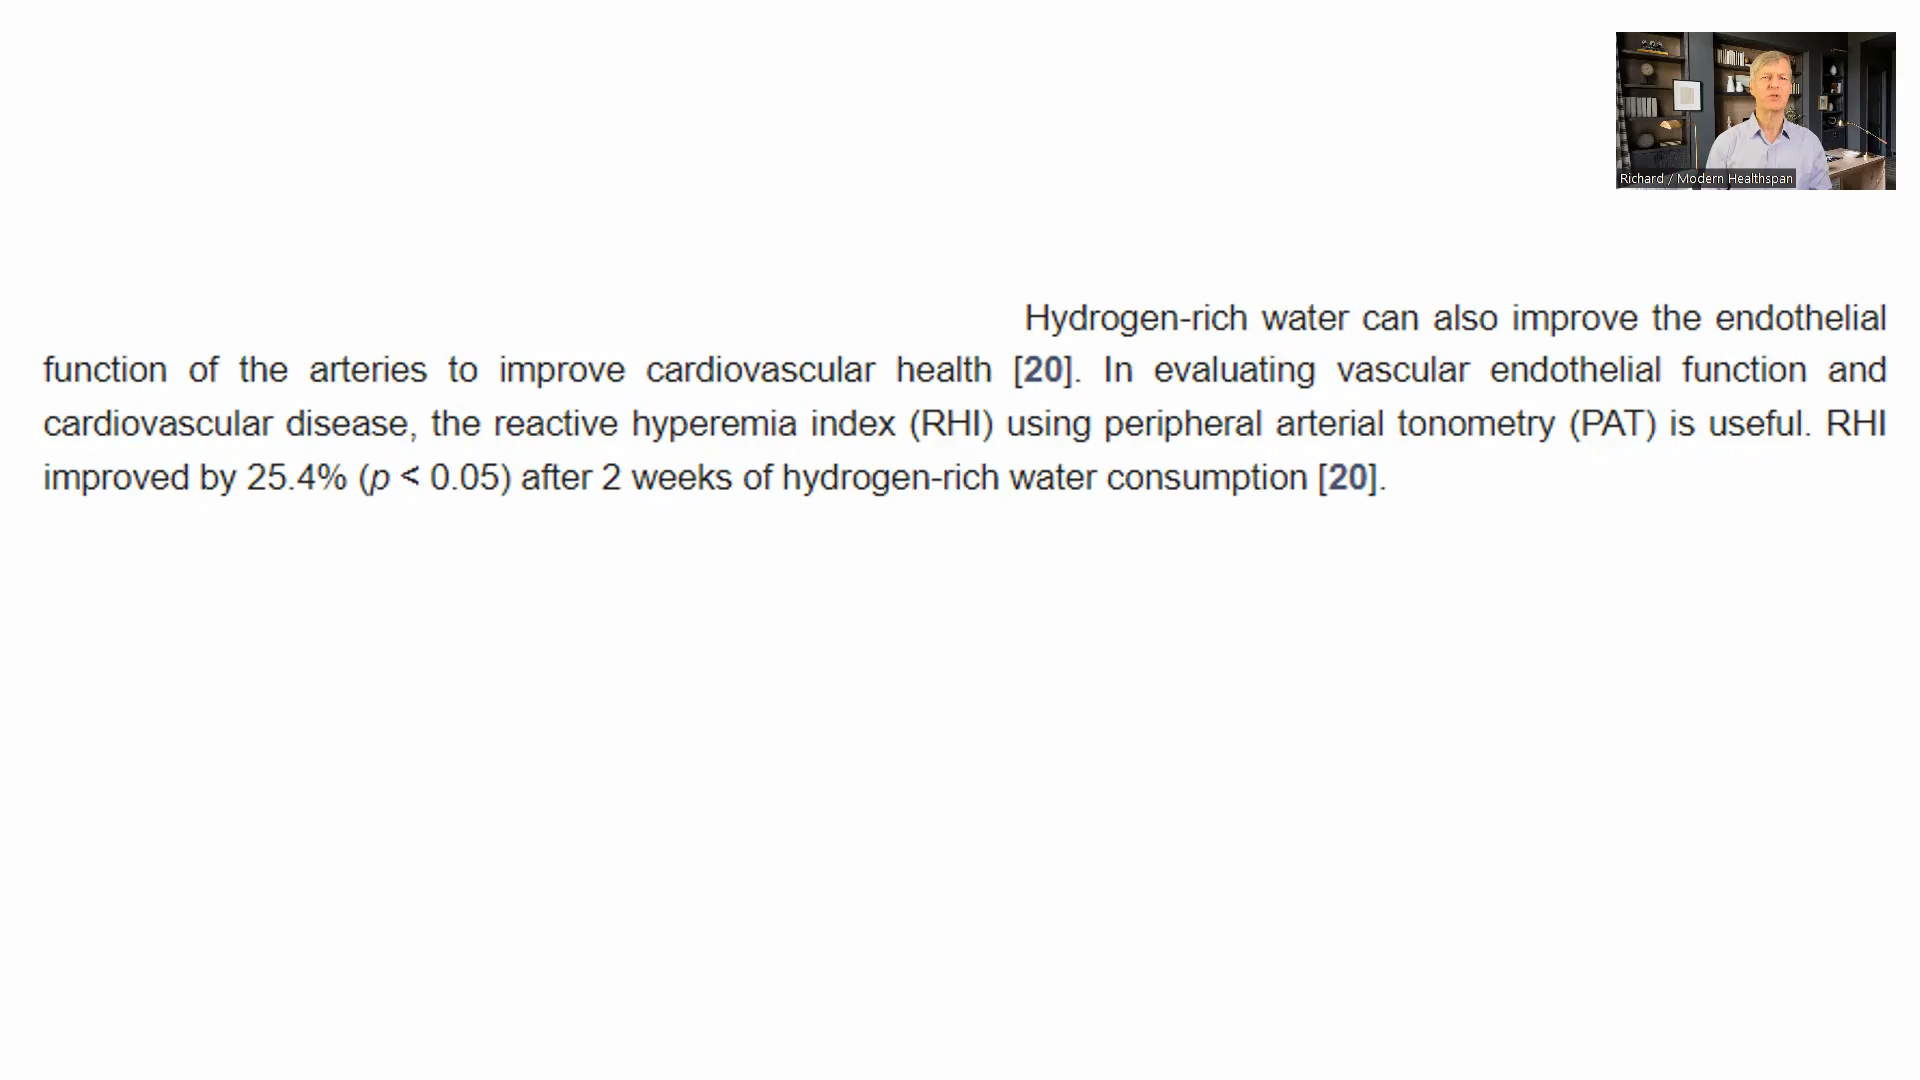 Richard / Modern Healthspan
Hydrogen-rich water can also improve the endothelial
function of the arteries to improve cardiovascular health [20]. In evaluating vascular endothelial function and
cardiovascular disease, the reactive hyperemia index (RHI) using peripheral arterial tonometry (PAT) is useful. RHI
improved by 25.4% (p < 0.05) after 2 weeks of hydrogen-rich water consumption [20].